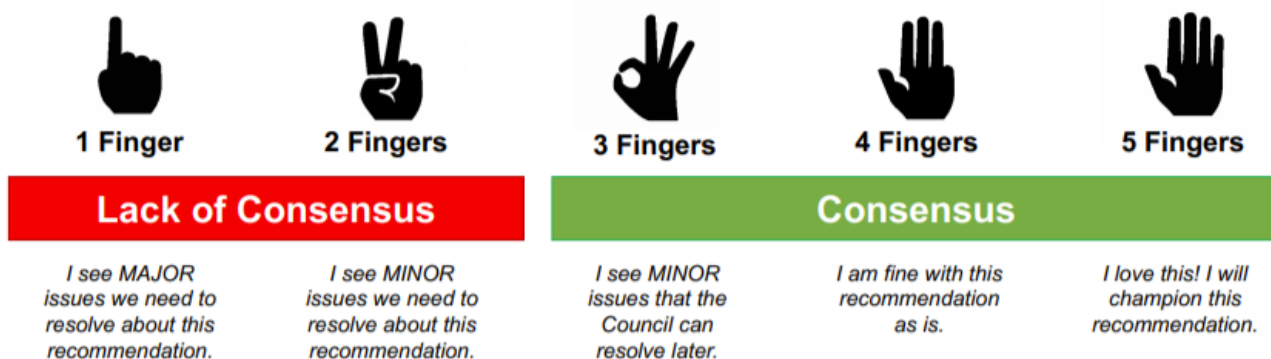 1 Finger
2 Fingers
3 Fingers
4 Fingers
5 Fingers
Lack of Consensus
Consensus
I see MAJOR
issues we need to
resolve about this
recommendation.
I see MINOR
issues we need to
resolve about this
recommendation.
I see MINOR
issues that the
Council can
resolve later.
I am fine with this
recommendation
as is.
I love this! I will
champion this
recommendation.